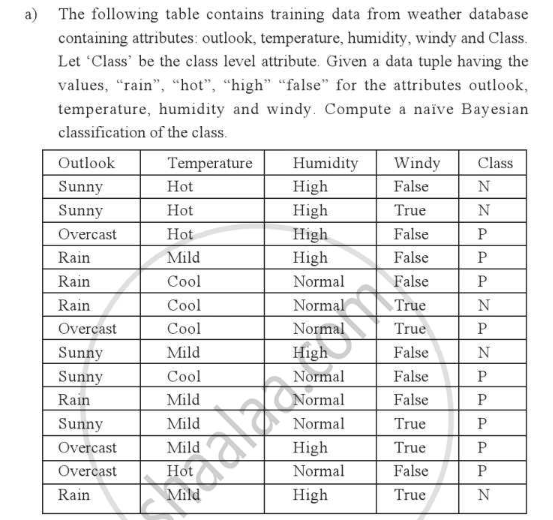 a) The following table contains training data from weather database
containing attributes: outlook, temperature, humidity, windy and Class.
Let ‘Class’ be the class level attribute. Given a data tuple having the
values, “rain”, “hot”, “high” “false” for the attributes outlook,
temperature, humidity and windy. Compute a naïve Bayesian
classification of the class.
Outlook Temperature Humidity Windy Class
Sunny Hot High False N
Sunny Hot High True N
Overcast Hot High False P
Rain Mild High False P
Rain Cool Normal False P
Rain Cool Normal True N
Overcast Cool Normal True P
Sunny Mild High False N
Sunny Cool Normal False P
Rain Mild Normal False P
Sunny Mild Normal True P
Overcast Mild High True P
Overcast Hot Normal False P
Rain Mild High True N
shaalaa.com